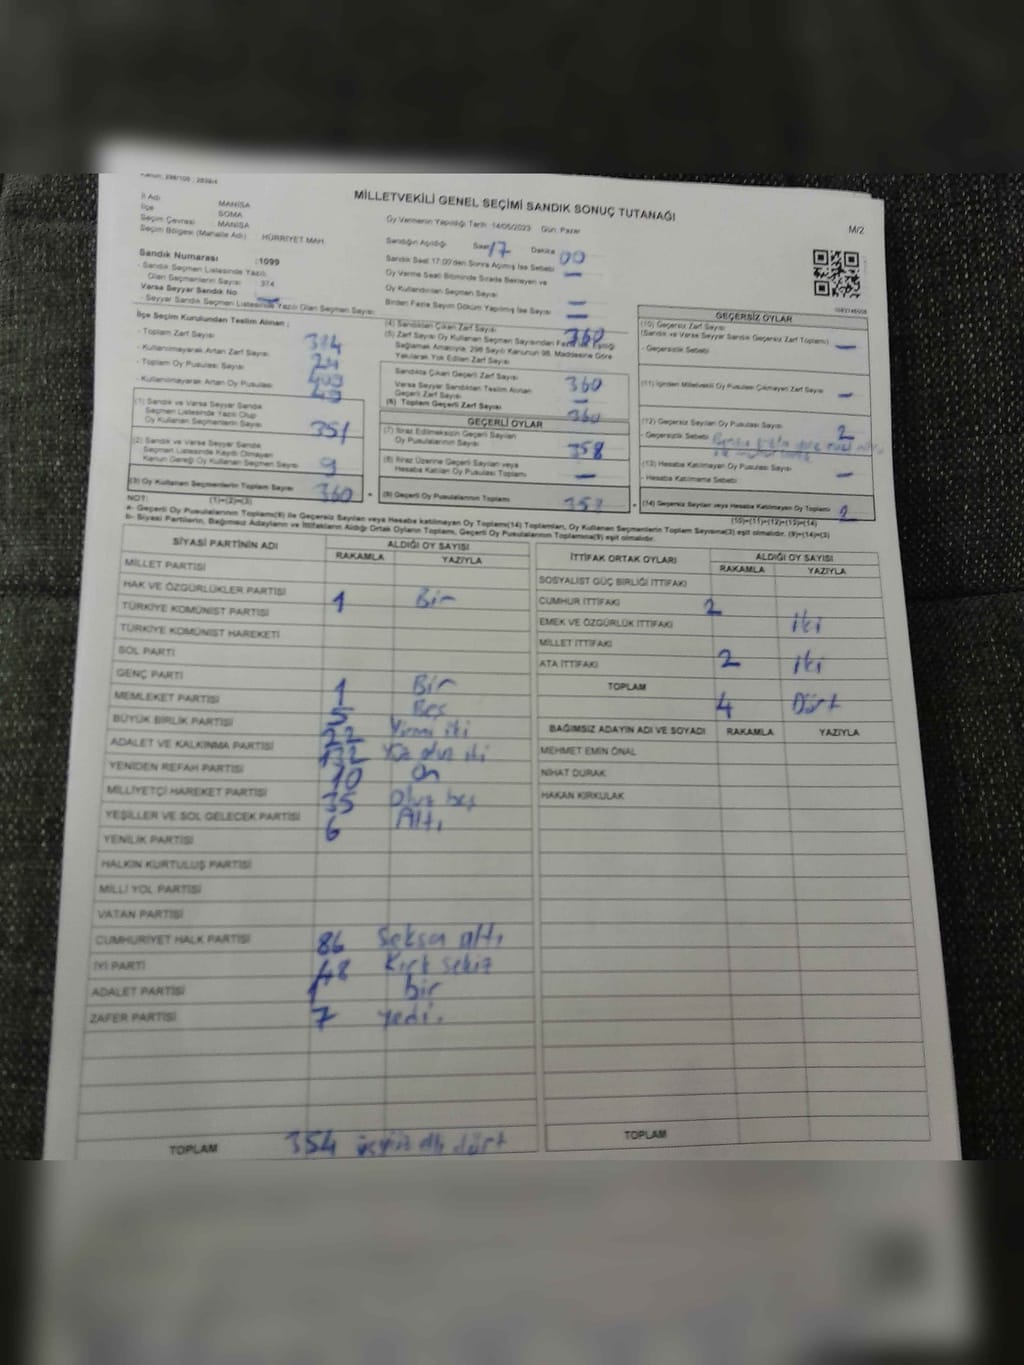 Kanun: 298/105 ; 2839/4
MİLLETVEKİLİ GENEL SEÇİMİ SANDIK SONUÇ TUTANAĞI
M/2
İl Adı MANİSA
İlçe SOMA
Seçim Çevresi MANİSA
Seçim Bölgesi (Mahalle Adı) : HÜRRİYET MAH.
Oy Vermenin Yapıldığı Tarih: 14/05/2023 Gün: Pazar
Sandığın Açıldığı Saat 17 Dakika 00
Sandık Saat 17:00'den Sonra Açılmış İse Sebebi —
Oy Verme Saati Bitiminde Sırada Bekleyen ve
Oy Kullandırılan Seçmen Sayısı —
Birden Fazla Sayım Döküm Yapılmış İse Sayısı —
Sandık Numarası :1099
- Sandık Seçmen Listesinde Yazılı
Olan Seçmenlerin Sayısı 374
Varsa Seyyar Sandık No —
- Seyyar Sandık Seçmen Listesinde Yazılı Olan Seçmen Sayısı:
İlçe Seçim Kurulundan Teslim Alınan ;
- Toplam Zarf Sayısı
- Kullanılmayarak Artan Zarf Sayısı
- Toplam Oy Pusulası Sayısı
- Kullanılmayarak Artan Oy Pusulası
(1) Sandık ve Varsa Seyyar Sandık
Seçmen Listesinde Yazılı Olup
Oy Kullanan Seçmenlerin Sayısı 351
(2) Sandık ve Varsa Seyyar Sandık
Seçmen Listesinde Kayıtlı Olmayan
Kanun Gereği Oy Kullanan Seçmen Sayısı 9
(3) Oy Kullanan Seçmenlerin Toplam Sayısı 360
(4) Sandıktan Çıkan Zarf Sayısı 360
(5) Zarf Sayısı Oy Kullanan Seçmen Sayısından Fazla İse, Eşitliği
Sağlamak Amacıyla, 298 Sayılı Kanunun 98. Maddesine Göre
Yakılarak Yok Edilen Zarf Sayısı
Sandıkta Çıkan Geçerli Zarf Sayısı 360
Varsa Seyyar Sandıktan Teslim Alınan
Geçerli Zarf Sayısı —
(6) Toplam Geçerli Zarf Sayısı 360
GEÇERLİ OYLAR
(7) İtiraz Edilmeksizin Geçerli Sayılan
Oy Pusulalarının Sayısı 358
(8) İtiraz Üzerine Geçerli Sayılan veya
Hesaba Katılan Oy Pusulası Toplamı —
(9) Geçerli Oy Pusulalarının Toplamı 358
GEÇERSİZ OYLAR
(10) Geçersiz Zarf Sayısı
(Sandık ve Varsa Seyyar Sandık Geçersiz Zarf Toplamı)
- Geçersizlik Sebebi —
(11) İçinden Milletvekili Oy Pusulası Çıkmayan Zarf Sayısı —
(12) Geçersiz Sayılan Oy Pusulası Sayısı 2
- Geçersizlik Sebebi
(13) Hesaba Katılmayan Oy Pusulası Sayısı —
- Hesaba Katılmama Sebebi
(14) Geçersiz Sayılan veya Hesaba Katılmayan Oy Toplamı 2
(10)+(11)+(12)+(13)=(14)
NOT: (1)+(2)=(3)
a- Geçerli Oy Pusulalarının Toplamı(9) ile Geçersiz Sayılan veya Hesaba katılmayan Oy Toplamı(14) Toplamları, Oy Kullanan Seçmenlerin Toplam Sayısına(3) eşit olmalıdır. (9)+(14)=(3)
b- Siyasi Partilerin, Bağımsız Adayların ve İttifakların Aldığı Ortak Oyların Toplamı, Geçerli Oy Pusulalarının Toplamına(9) eşit olmalıdır.
SİYASİ PARTİNİN ADI ALDIĞI OY SAYISI
RAKAMLA YAZIYLA
MİLLET PARTİSİ
HAK VE ÖZGÜRLÜKLER PARTİSİ
TÜRKİYE KOMÜNİST PARTİSİ 1 Bir
TÜRKİYE KOMÜNİST HAREKETİ
SOL PARTİ
GENÇ PARTİ
MEMLEKET PARTİSİ 1 Bir
BÜYÜK BİRLİK PARTİSİ 5 Beş
ADALET VE KALKINMA PARTİSİ 22 Yirmi iki
YENİDEN REFAH PARTİSİ 132 Yüz otuz iki
10 On
MİLLİYETÇİ HAREKET PARTİSİ 35 Otuz beş
YEŞİLLER VE SOL GELECEK PARTİSİ 6 Altı
YENİLİK PARTİSİ
HALKIN KURTULUŞ PARTİSİ
MİLLİ YOL PARTİSİ
VATAN PARTİSİ
CUMHURİYET HALK PARTİSİ 86 Seksen altı
İYİ PARTİ 48 Kırk sekiz
ADALET PARTİSİ 1 bir
ZAFER PARTİSİ 7 yedi.
TOPLAM 354 üçyüz elli dört
İTTİFAK ORTAK OYLARI ALDIĞI OY SAYISI
RAKAMLA YAZIYLA
SOSYALİST GÜÇ BİRLİĞİ İTTİFAKI
CUMHUR İTTİFAKI 2 iki
EMEK VE ÖZGÜRLÜK İTTİFAKI
MİLLET İTTİFAKI 2 iki
ATA İTTİFAKI
TOPLAM 4 Dört
BAĞIMSIZ ADAYIN ADI VE SOYADI RAKAMLA YAZIYLA
MEHMET EMİN ÖNAL
NİHAT DURAK
HAKAN KIRKULAK
TOPLAM